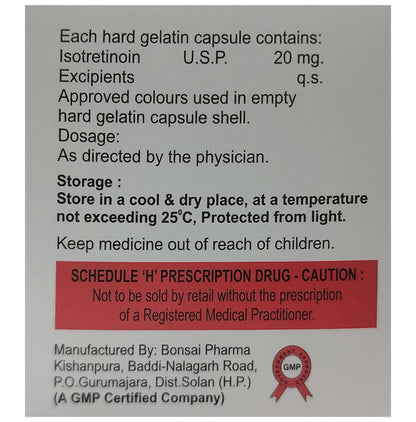 Each hard gelatin capsule contains:
Isotretinoin U.S.P. 20 mg.
Excipients q.s.
Approved colours used in empty
hard gelatin capsule shell.
Dosage:
As directed by the physician.
Storage :
Store in a cool & dry place, at a temperature
not exceeding 25⁰C, Protected from light.
Keep medicine out of reach of children.
SCHEDULE 'H' PRESCRIPTION DRUG - CAUTION :
Not to be sold by retail without the prescription
of a Registered Medical Practitioner.
Manufactured By: Bonsai Pharma
Kishanpura, Baddi-Nalagarh Road,
P.O.Gurumajara, Dist.Solan (H.P.)
(A GMP Certified Company)
GOVERNMENT APPROVED
GMP